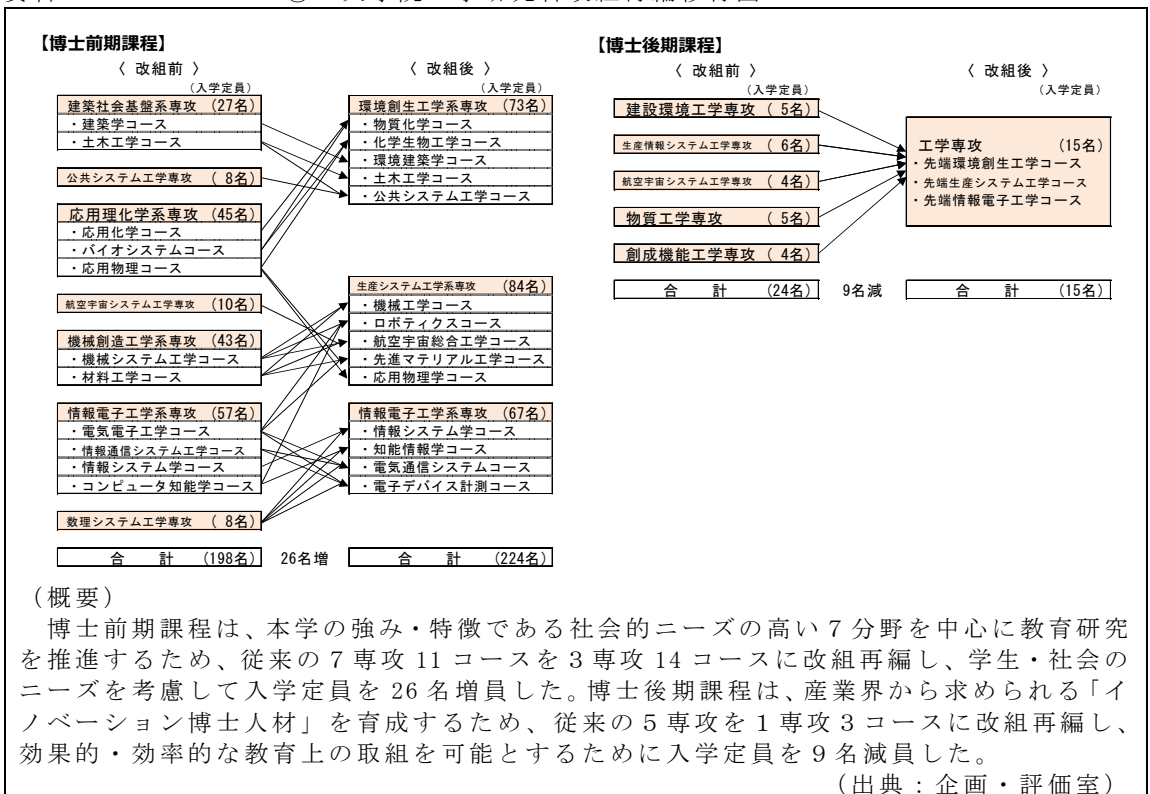 【博士前期課程】
〈 改組前 〉
(入学定員)
建築社会基盤系専攻 (27名)
・建築学コース
・土木工学コース
公共システム工学専攻 ( 8名)
応用理化学系専攻 (45名)
・応用化学コース
・バイオシステムコース
・応用物理コース
航空宇宙システム工学専攻 (10名)
機械創造工学系専攻 (43名)
・機械システム工学コース
・材料工学コース
情報電子工学系専攻 (57名)
・電気電子工学コース
・情報通信システム工学コース
・情報システム学コース
・コンピュータ知能学コース
数理システム工学専攻 ( 8名)
合 計 (198名)
26名増
〈 改組後 〉
(入学定員)
環境創生工学系専攻 (73名)
・物質化学コース
・化学生物工学コース
・環境建築学コース
・土木工学コース
・公共システム工学コース
生産システム工学系専攻 (84名)
・機械工学コース
・ロボティクスコース
・航空宇宙総合工学コース
・先進マテリアル工学コース
・応用物理学コース
情報電子工学系専攻 (67名)
・情報システム学コース
・知能情報学コース
・電気通信システムコース
・電子デバイス計測コース
合 計 (224名)
【博士後期課程】
〈 改組前 〉
(入学定員)
建設環境工学専攻 ( 5名)
生産情報システム工学専攻 ( 6名)
航空宇宙システム工学専攻 ( 4名)
物質工学専攻 ( 5名)
創成機能工学専攻 ( 4名)
合 計 (24名)
9名減
〈 改組後 〉
(入学定員)
工学専攻 (15名)
・先端環境創生工学コース
・先端生産システム工学コース
・先端情報電子工学コース
合 計 (15名)
（概要）
博士前期課程は、本学の強み・特徴である社会的ニーズの高い７分野を中心に教育研究
を推進するため、従来の７専攻 11 コースを３専攻 14 コースに改組再編し、学生・社会の
ニーズを考慮して入学定員を 26 名増員した。博士後期課程は、産業界から求められる「イ
ノベーション博士人材」を育成するため、従来の５専攻を１専攻３コースに改組再編し、
効果的・効率的な教育上の取組を可能とするために入学定員を９名減員した。
（出典：企画・評価室）